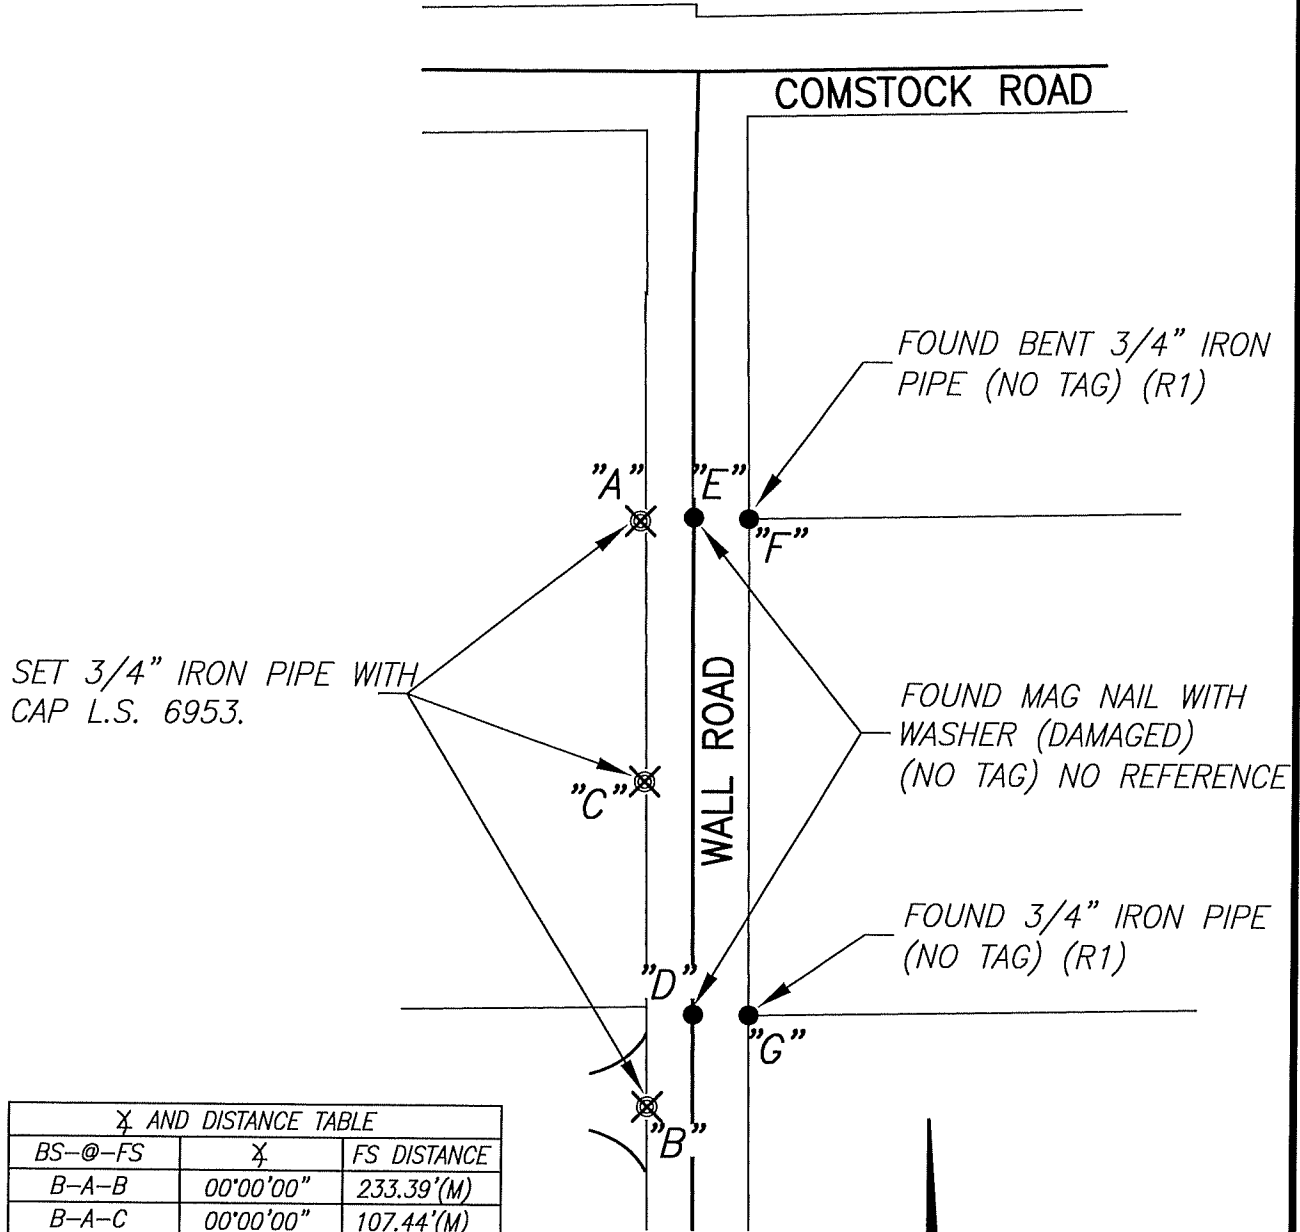 COMSTOCK ROAD
FOUND BENT 3/4" IRON
PIPE (NO TAG) (R1)
"A"
"E"
"F"
SET 3/4" IRON PIPE WITH
CAP L.S. 6953.
WALL ROAD
FOUND MAG NAIL WITH
WASHER (DAMAGED)
(NO TAG) NO REFERENCE
"C"
FOUND 3/4" IRON PIPE
(NO TAG) (R1)
"D"
"G"
"B"
AND DISTANCE TABLE
BS-@-FS FS DISTANCE
B-A-B 00°00'00" 233.39'(M)
B-A-C 00°00'00" 107.44'(M)